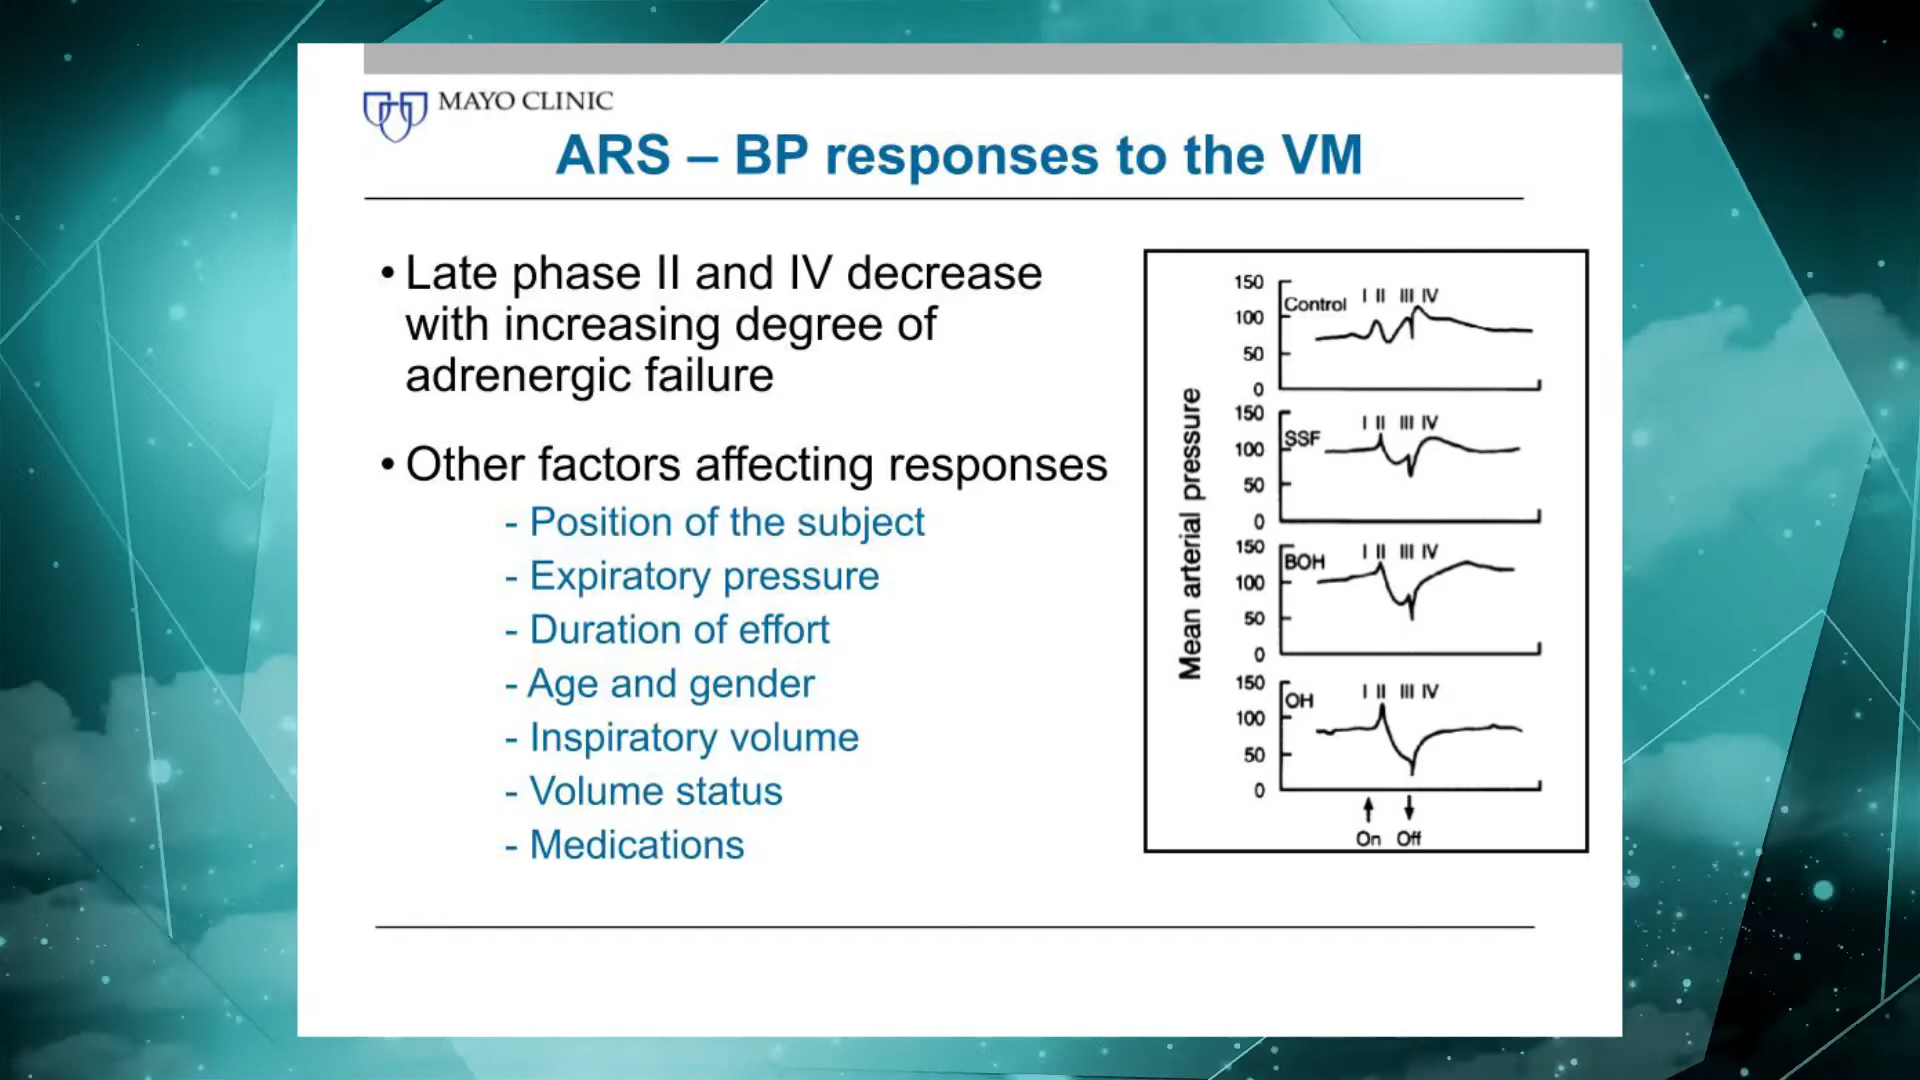 MAYO CLINIC
ARS – BP responses to the VM
• Late phase II and IV decrease
with increasing degree of
adrenergic failure
• Other factors affecting responses
- Position of the subject
- Expiratory pressure
- Duration of effort
- Age and gender
- Inspiratory volume
- Volume status
- Medications
Mean arterial pressure
150
100
50
0
Control
I II III IV
150
100
50
0
SSF
I II III IV
150
100
50
0
BOH
I II III IV
150
100
50
0
OH
I II III IV
On Off